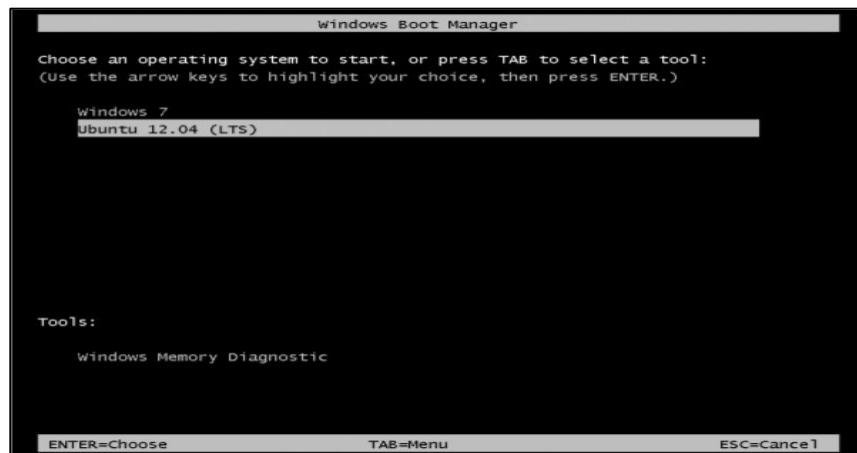 Windows Boot Manager
Choose an operating system to start, or press TAB to select a tool:
(Use the arrow keys to highlight your choice, then press ENTER.)
Windows 7
Ubuntu 12.04 (LTS)
Tools:
Windows Memory Diagnostic
ENTER=Choose TAB=Menu ESC=Cancel